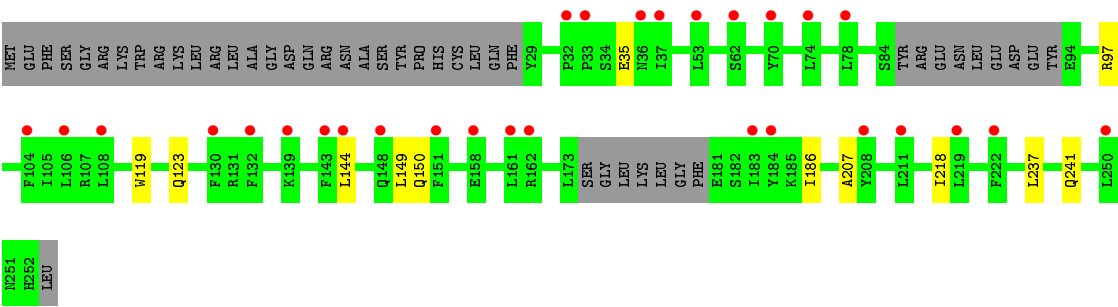 MET GLU PHE SER GLY ARG LYS TRP ARG LYS LEU ARG LEU ALA GLY ASP GLN ARG ASN ALA SER TYR PRO HIS CYS LEU GLN PHE Y29 P32 P33 S34 E35 N36 I37 L53 S62 Y70 L74 L78 S84 TYR ARG GLU ASN LEU GLU ASP GLU TYR E94 R97
F104 I105 L106 R107 L108 W119 Q123 F130 R131 F132 K139 F143 L144 Q148 L149 Q150 F151 E158 L161 R162 L173 SER GLY LEU LYS LEU GLY PHE E181 S182 I183 Y184 K185 I186 A207 Y208 L211 I218 L219 F222 L237 Q241 L250
N251 H252 LEU